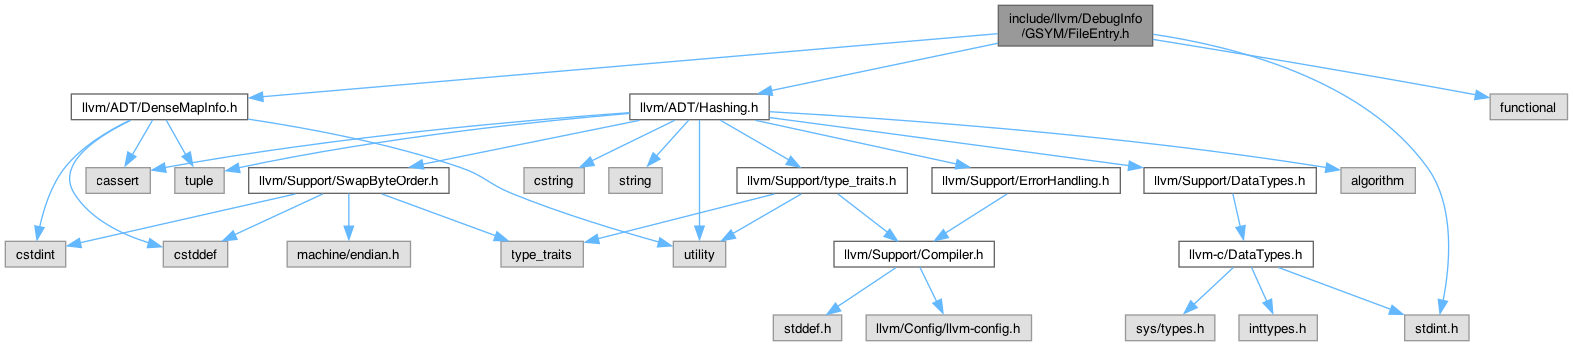 include/llvm/DebugInfo
/GSYM/FileEntry.h
llvm/ADT/DenseMapInfo.h
llvm/ADT/Hashing.h
functional
cassert
tuple
llvm/Support/SwapByteOrder.h
cstring
string
llvm/Support/type_traits.h
llvm/Support/ErrorHandling.h
llvm/Support/DataTypes.h
algorithm
cstdint
cstddef
machine/endian.h
type_traits
utility
llvm/Support/Compiler.h
llvm-c/DataTypes.h
stddef.h
llvm/Config/llvm-config.h
sys/types.h
inttypes.h
stdint.h